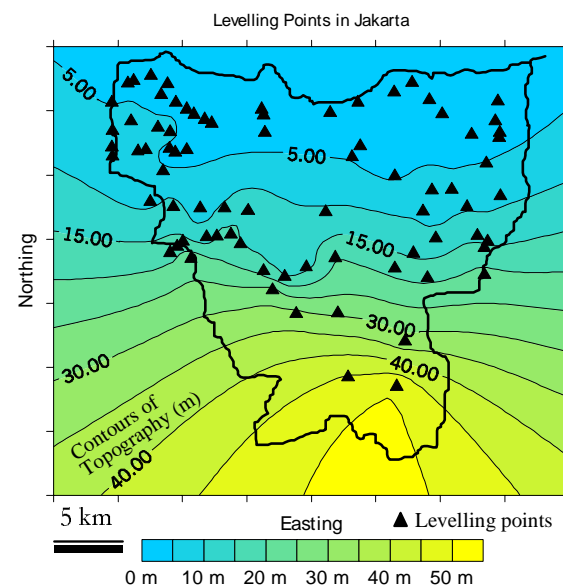 Levelling Points in Jakarta
5.00
5.00
15.00
15.00
Northing
30.00
30.00
40.00
Contours of
Topography (m)
40.00
5 km
Easting
Levelling points
0 m
10 m
20 m
30 m
40 m
50 m